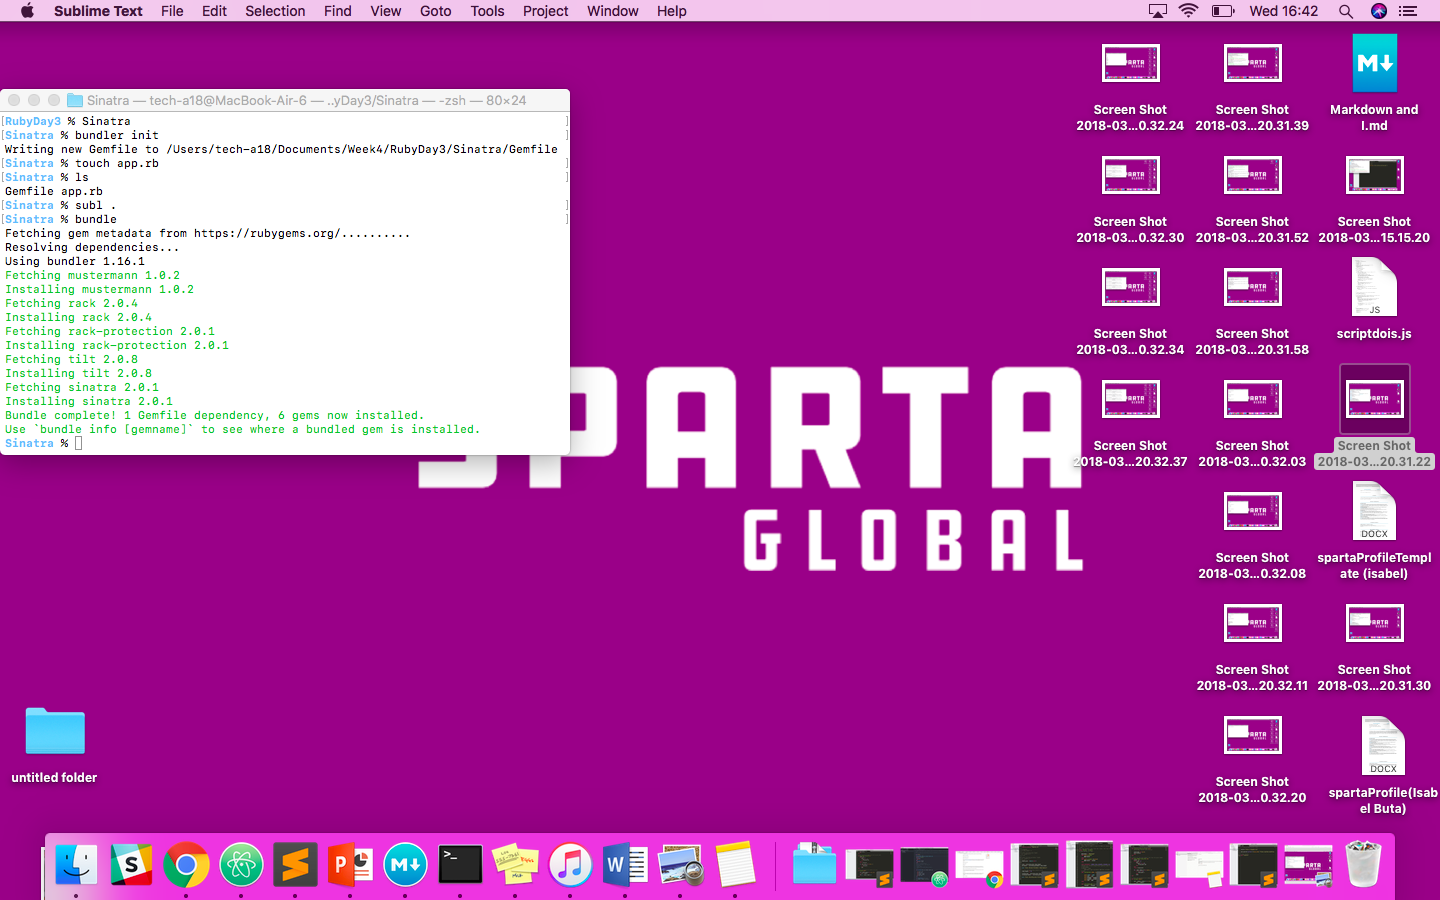 Sublime Text File Edit Selection Find View Goto Tools Project Window Help Wed 16:42
Sinatra — tech-a18@MacBook-Air-6 — ..yDay3/Sinatra — -zsh — 80×24
[RubyDay3 % Sinatra ]
[Sinatra % bundler init ]
Writing new Gemfile to /Users/tech-a18/Documents/Week4/RubyDay3/Sinatra/Gemfile
[Sinatra % touch app.rb ]
[Sinatra % ls ]
Gemfile app.rb
[Sinatra % subl . ]
[Sinatra % bundle ]
Fetching gem metadata from https://rubygems.org/..........
Resolving dependencies...
Using bundler 1.16.1
Fetching mustermann 1.0.2
Installing mustermann 1.0.2
Fetching rack 2.0.4
Installing rack 2.0.4
Fetching rack-protection 2.0.1
Installing rack-protection 2.0.1
Fetching tilt 2.0.8
Installing tilt 2.0.8
Fetching sinatra 2.0.1
Installing sinatra 2.0.1
Bundle complete! 1 Gemfile dependency, 6 gems now installed.
Use `bundle info [gemname]` to see where a bundled gem is installed.
Sinatra %
SPARTA
GLOBAL
Screen Shot
2018-03...0.32.24
Screen Shot
2018-03...20.31.39
Markdown and
I.md
Screen Shot
2018-03...0.32.30
Screen Shot
2018-03...20.31.52
Screen Shot
2018-03...15.15.20
Screen Shot
2018-03...0.32.34
Screen Shot
2018-03...20.31.58
JS
scriptdois.js
Screen Shot
2018-03...20.32.37
Screen Shot
2018-03...0.32.03
Screen Shot
2018-03...20.31.22
Screen Shot
2018-03...0.32.08
DOCX
spartaProfileTempl
ate (isabel)
Screen Shot
2018-03...20.32.11
Screen Shot
2018-03...20.31.30
Screen Shot
2018-03...0.32.20
DOCX
spartaProfile(Isab
el Buta)
untitled folder